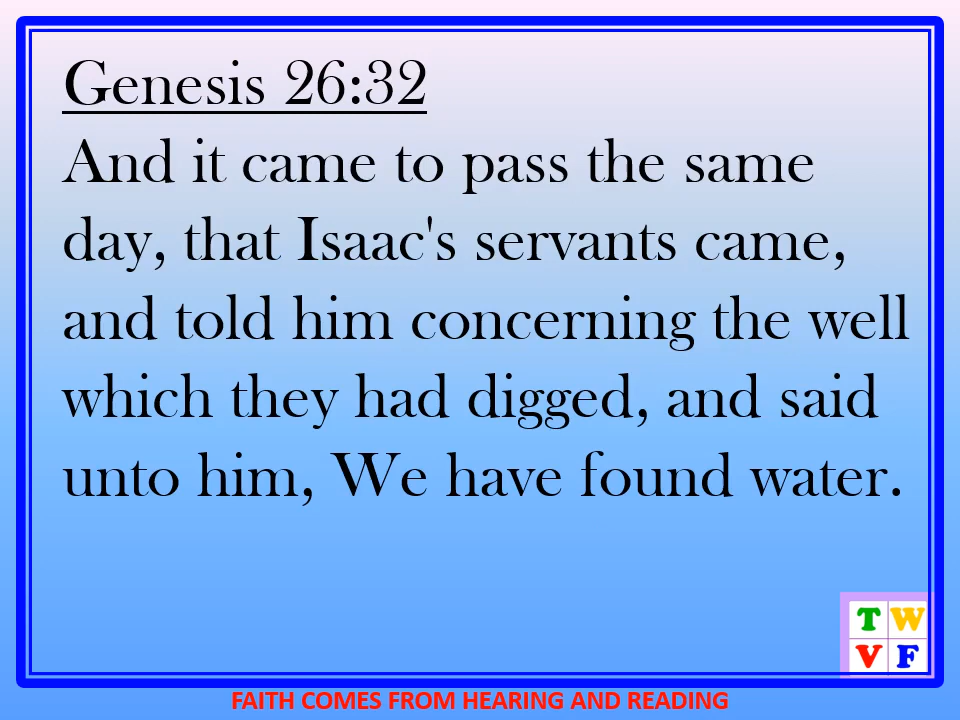 Genesis 26:32
And it came to pass the same
day, that Isaac's servants came,
and told him concerning the well
which they had digged, and said
unto him, We have found water.
T W
V F
FAITH COMES FROM HEARING AND READING